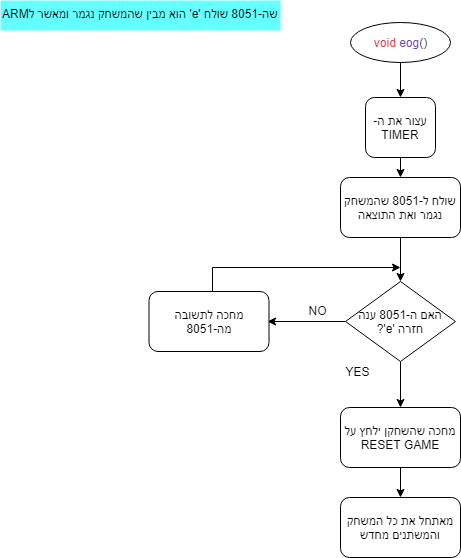 שה-8051 שולח 'e' הוא מבין שהמשחק נגמר ומאשר לARM
void eog()
עצור את ה-
TIMER
שולח ל-8051 שהמשחק
נגמר ואת התוצאה
האם ה-8051 ענה
חזרה 'e'?
NO
מחכה לתשובה
מה-8051
YES
מחכה שהשחקן ילחץ על
RESET GAME
מאתחל את כל המשחק
והמשתנים מחדש